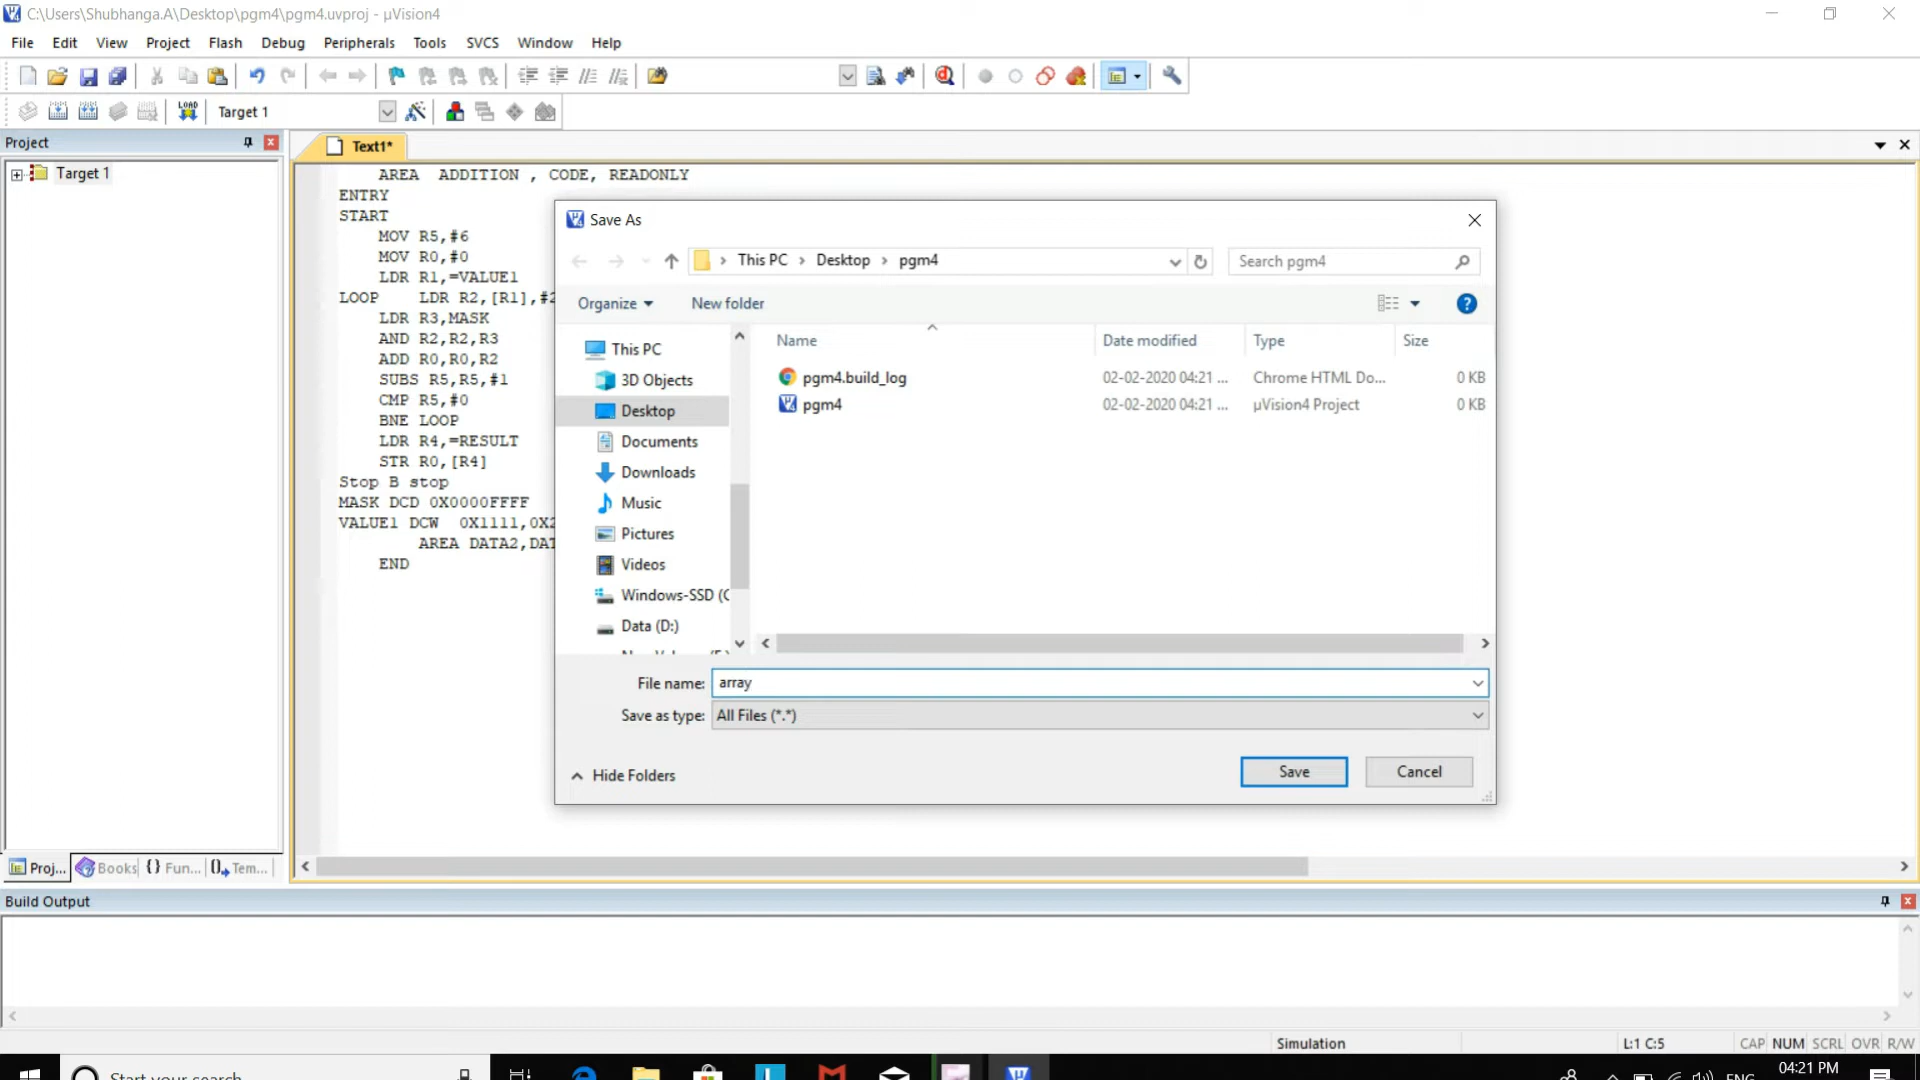 C:\Users\Shubhanga.A\Desktop\pgm4\pgm4.uvproj - µVision4
File Edit View Project Flash Debug Peripherals Tools SVCS Window Help
LOAD Target 1
Project
Text1*
Target 1
AREA ADDITION , CODE, READONLY
ENTRY
START
MOV R5,#6
MOV R0,#0
LDR R1,=VALUE1
LOOP LDR R2,[R1],#2
LDR R3,MASK
AND R2,R2,R3
ADD R0,R0,R2
SUBS R5,R5,#1
CMP R5,#0
BNE LOOP
LDR R4,=RESULT
STR R0,[R4]
Stop B stop
MASK DCD 0X0000FFFF
VALUE1 DCW 0X1111,0X2
AREA DATA2,DAT
END
Save As
This PC > Desktop > pgm4
Search pgm4
Organize New folder
This PC
3D Objects
Desktop
Documents
Downloads
Music
Pictures
Videos
Windows-SSD (C
Data (D:)
Name Date modified Type Size
pgm4.build_log 02-02-2020 04:21 ... Chrome HTML Do... 0 KB
pgm4 02-02-2020 04:21 ... µVision4 Project 0 KB
File name: array
Save as type: All Files (*.*)
Hide Folders
Save Cancel
Proj... Books {} Fun... Tem...
Build Output
Simulation L:1 C:5 CAP NUM SCRL OVR R/W
Start your search
ENG
04:21 PM